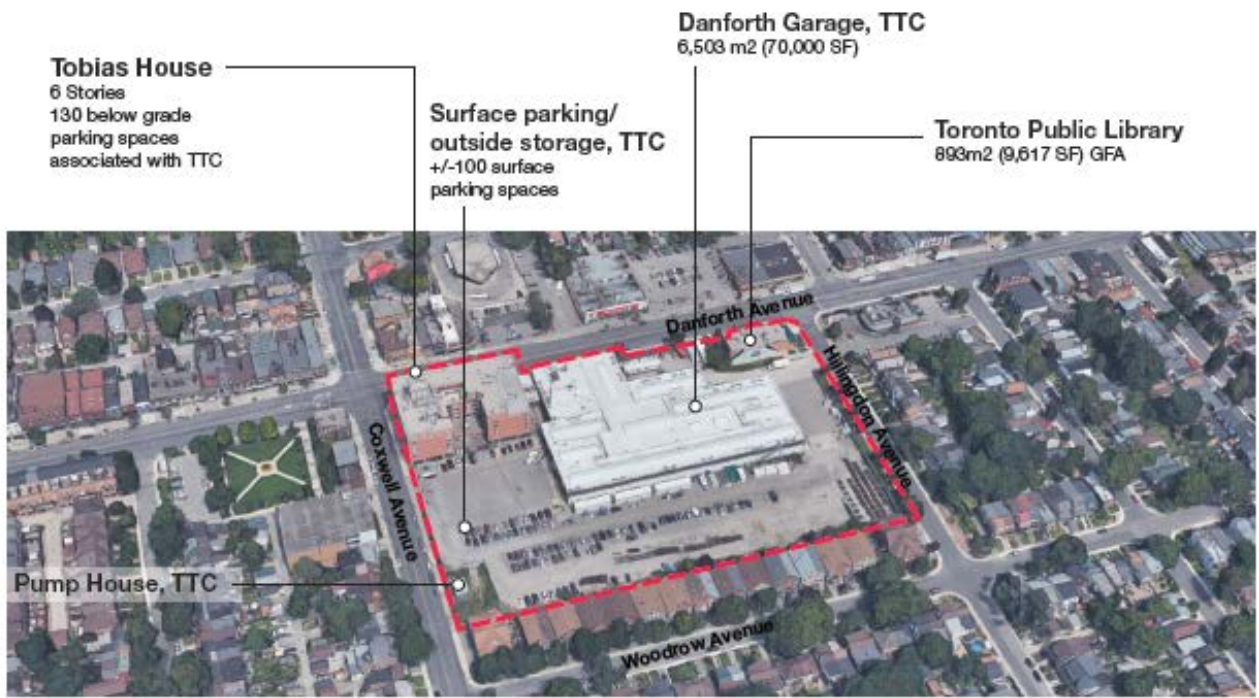 Danforth Garage, TTC
6,503 m2 (70,000 SF)
Tobias House
6 Stories
130 below grade
parking spaces
associated with TTC
Surface parking/
outside storage, TTC
+/-100 surface
parking spaces
Toronto Public Library
893m2 (9,617 SF) GFA
Danforth Avenue
Hillingdon Avenue
Coxwell Avenue
Pump House, TTC
Woodrow Avenue